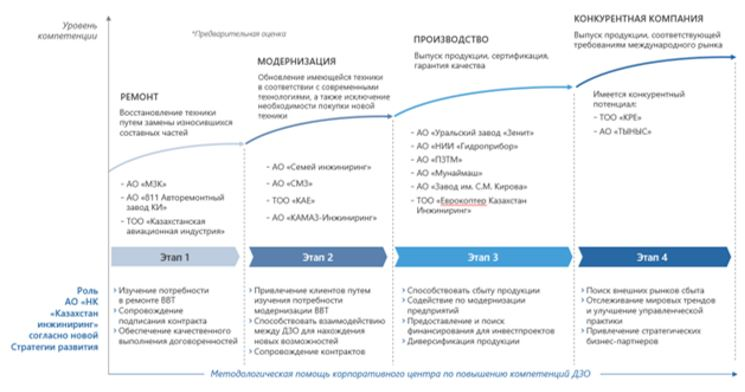 Уровень
компетенции
*Предварительная оценка
РЕМОНТ
Восстановление техники
путем замены износившихся
составных частей
- АО «МЗК»
- АО «811 Авторемонтный
завод КИ»
- ТОО «Казахстанская
авиационная индустрия»
МОДЕРНИЗАЦИЯ
Обновление имеющейся техники
в соответствии с современными
технологиями, а также исключение
необходимости покупки новой
техники
- АО «Семей инжиниринг»
- АО «СМЗ»
- ТОО «КАЕ»
- АО «КАМАЗ-Инжиниринг»
ПРОИЗВОДСТВО
Выпуск продукции, сертификация,
гарантия качества
- АО «Уральский завод «Зенит»
- АО «НИИ «Гидроприбор»
- АО «ПЗТМ»
- АО «Мунаймаш»
- АО «Завод им. С.М. Кирова»
- ТОО «Еврокоптер Казахстан
Инжиниринг»
КОНКУРЕНТНАЯ КОМПАНИЯ
Выпуск продукции, соответствующей
требованиям международного рынка
Имеется конкурентный
потенциал:
- ТОО «КРЕ»
- АО «ТЫНЫС»
Этап 1
Этап 2
Этап 3
Этап 4
Роль
АО «НК
«Казахстан
инжиниринг»
согласно новой
Стратегии развития
› Изучение потребности
в ремонте ВВТ
› Сопровождение
подписания контракта
› Обеспечение качественного
выполнения договоренностей
› Привлечение клиентов путем
изучения потребности
модернизации ВВТ
› Способствовать взаимодействию
между ДЗО для нахождения
новых возможностей
› Сопровождение контрактов
› Способствовать сбыту продукции
› Содействие по модернизации
предприятий
› Предоставление и поиск
финансирования для инвестпроектов
› Диверсификация продукции
› Поиск внешних рынков сбыта
› Отслеживание мировых трендов
и улучшение управленческой
практики
› Привлечение стратегических
бизнес-партнеров
Методологическая помощь корпоративного центра по повышению компетенций ДЗО